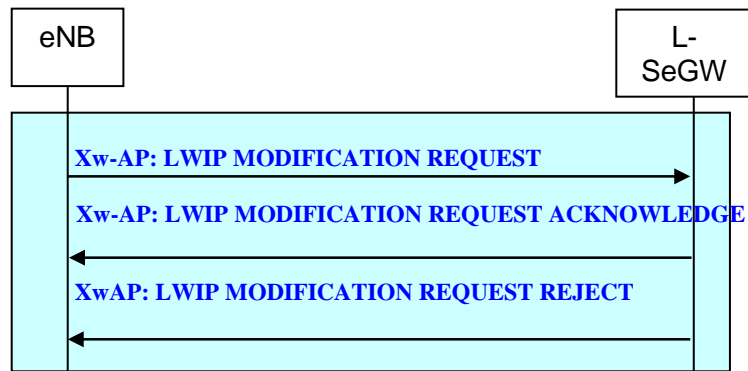 eNB
L-
SeGW
Xw-AP: LWIP MODIFICATION REQUEST
Xw-AP: LWIP MODIFICATION REQUEST ACKNOWLEDGE
XwAP: LWIP MODIFICATION REQUEST REJECT